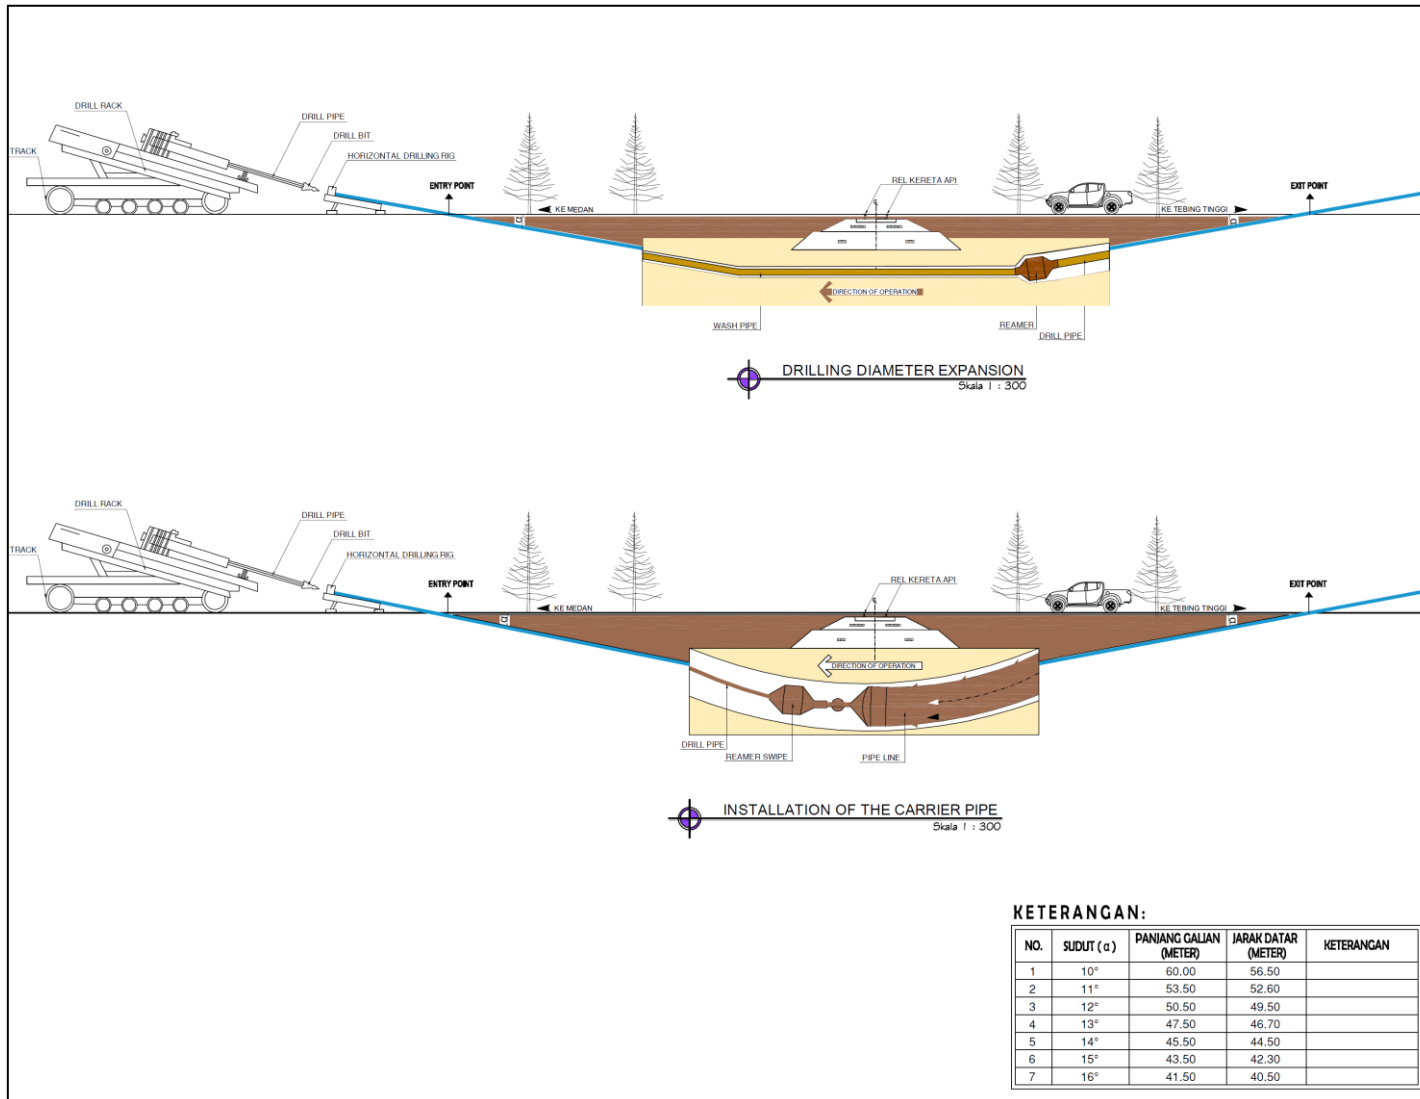 DRILL RACK
DRILL PIPE
DRILL BIT
TRACK
HORIZONTAL DRILLING RIG
ENTRY POINT
REL KERETA API
EXIT POINT
KE MEDAN
KE TEBING TINGGI
α
α
DIRECTION OF OPERATION
WASH PIPE
REAMER
DRILL PIPE
DRILLING DIAMETER EXPANSION
Skala 1 : 300
DRILL RACK
DRILL PIPE
DRILL BIT
TRACK
HORIZONTAL DRILLING RIG
ENTRY POINT
REL KERETA API
EXIT POINT
KE MEDAN
KE TEBING TINGGI
α
α
DIRECTION OF OPERATION
DRILL PIPE
REAMER SWIPE
PIPE LINE
INSTALLATION OF THE CARRIER PIPE
Skala 1 : 300
KETERANGAN:
NO. SUDUT ( α ) PANJANG GALIAN (METER) JARAK DATAR (METER) KETERANGAN
1 10° 60.00 56.50
2 11° 53.50 52.60
3 12° 50.50 49.50
4 13° 47.50 46.70
5 14° 45.50 44.50
6 15° 43.50 42.30
7 16° 41.50 40.50